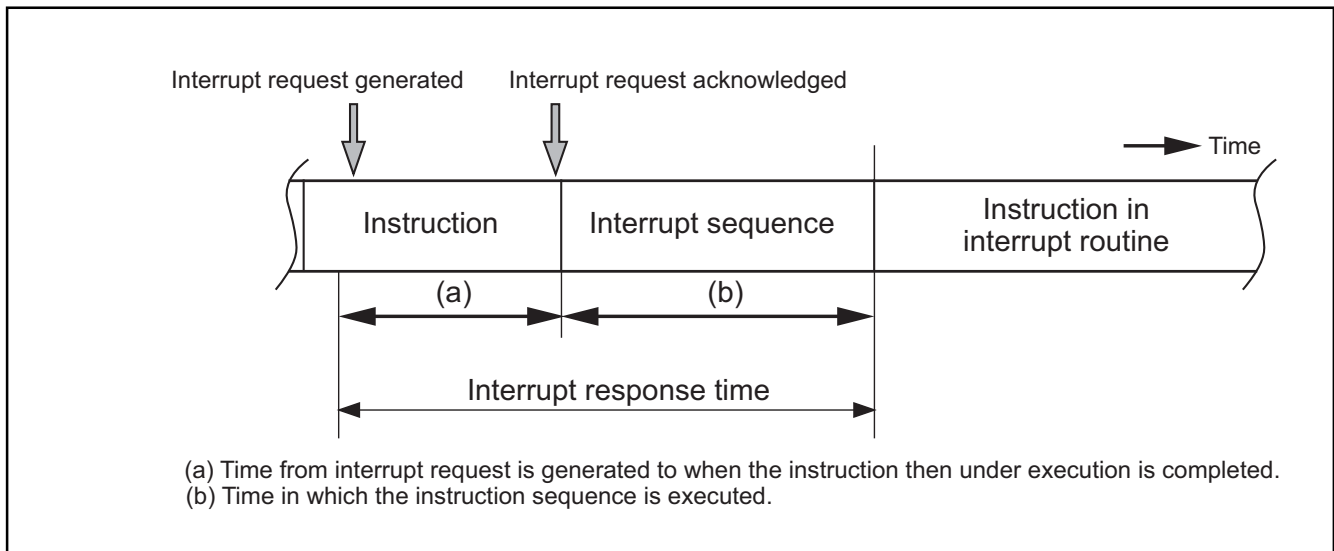 Interrupt request generated
Interrupt request acknowledged
Time
Instruction
Interrupt sequence
Instruction in
interrupt routine
(a)
(b)
Interrupt response time
(a) Time from interrupt request is generated to when the instruction then under execution is completed.
(b) Time in which the instruction sequence is executed.